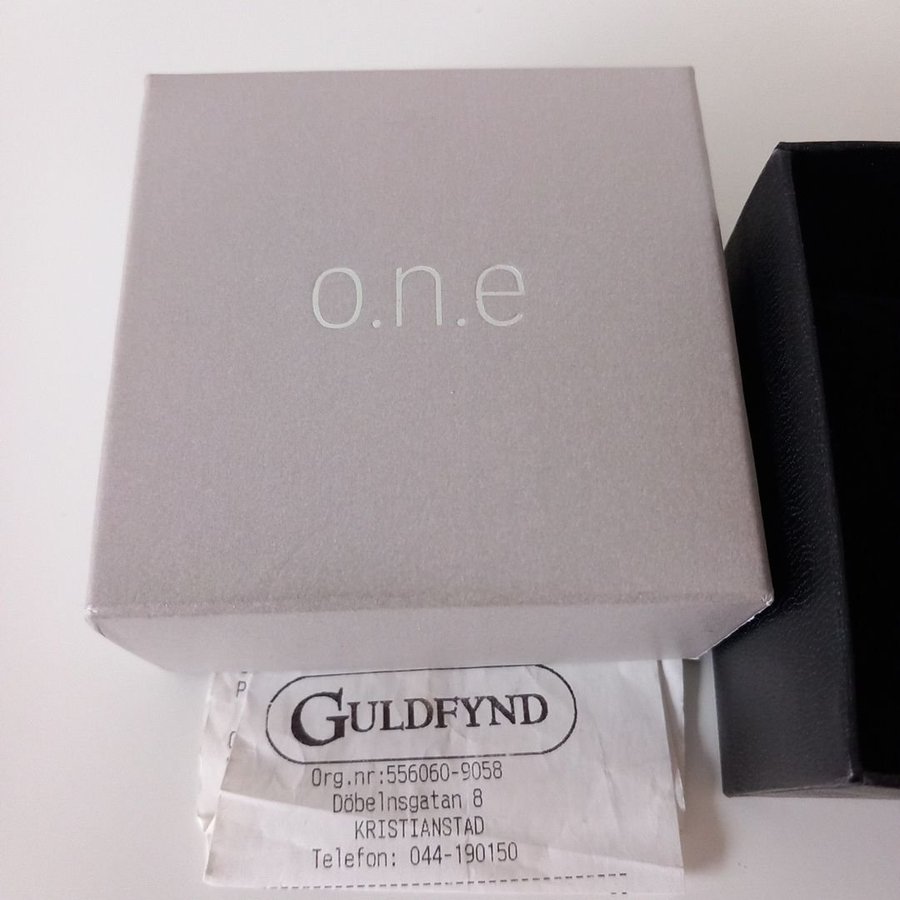 o.n.e
P
GULDFYND
Org.nr:556060-9058
Döbelnsgatan 8
KRISTIANSTAD
Telefon: 044-190150